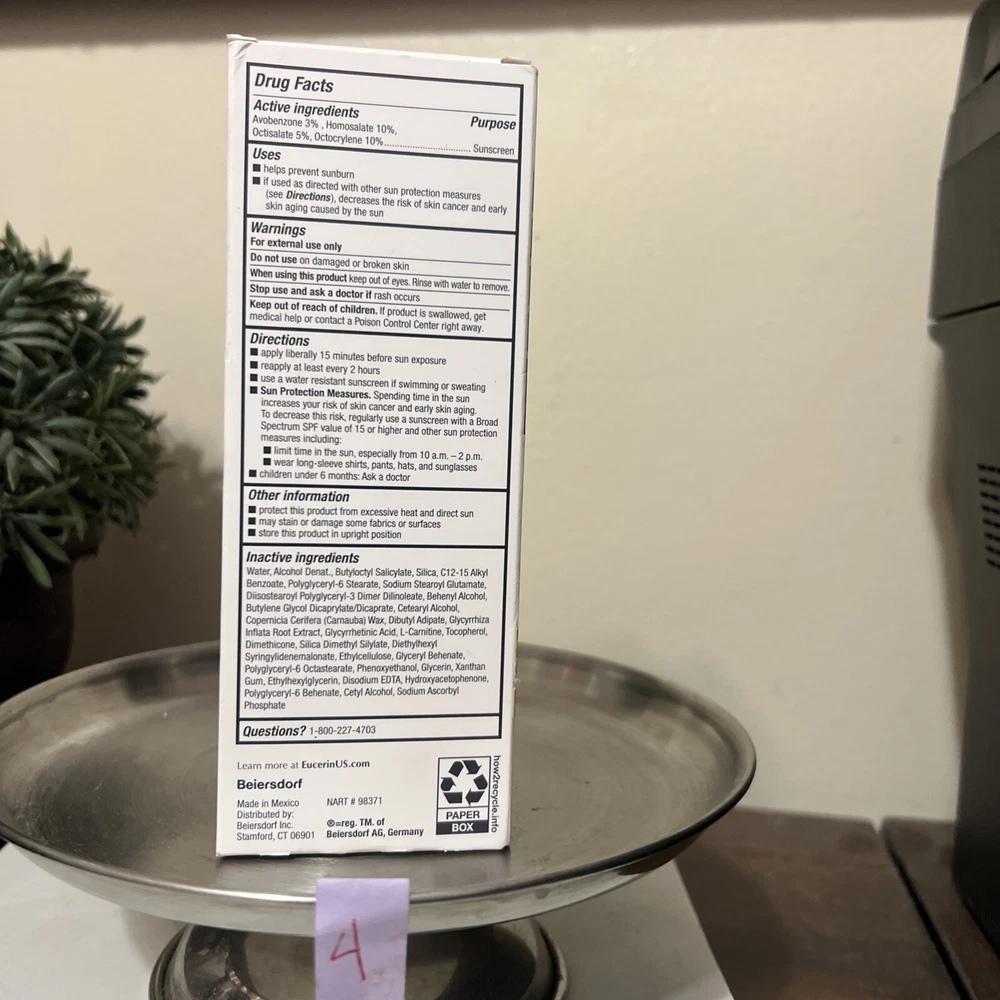 Drug Facts
Active ingredients
Purpose
Avobenzone 3% , Homosalate 10%,
Octisalate 5%, Octocrylene 10%.............................. Sunscreen
Uses
■ helps prevent sunburn
■ if used as directed with other sun protection measures
(see Directions), decreases the risk of skin cancer and early
skin aging caused by the sun
Warnings
For external use only
Do not use on damaged or broken skin
When using this product keep out of eyes. Rinse with water to remove.
Stop use and ask a doctor if rash occurs
Keep out of reach of children. If product is swallowed, get
medical help or contact a Poison Control Center right away.
Directions
■ apply liberally 15 minutes before sun exposure
■ reapply at least every 2 hours
■ use a water resistant sunscreen if swimming or sweating
■ Sun Protection Measures. Spending time in the sun
increases your risk of skin cancer and early skin aging.
To decrease this risk, regularly use a sunscreen with a Broad
Spectrum SPF value of 15 or higher and other sun protection
measures including:
■ limit time in the sun, especially from 10 a.m. – 2 p.m.
■ wear long-sleeve shirts, pants, hats, and sunglasses
■ children under 6 months: Ask a doctor
Other information
■ protect this product from excessive heat and direct sun
■ may stain or damage some fabrics or surfaces
■ store this product in upright position
Inactive ingredients
Water, Alcohol Denat., Butyloctyl Salicylate, Silica, C12-15 Alkyl
Benzoate, Polyglyceryl-6 Stearate, Sodium Stearoyl Glutamate,
Diisostearoyl Polyglyceryl-3 Dimer Dilinoleate, Behenyl Alcohol,
Butylene Glycol Dicaprylate/Dicaprate, Cetearyl Alcohol,
Copernicia Cerifera (Carnauba) Wax, Dibutyl Adipate, Glycyrrhiza
Inflata Root Extract, Glycyrrhetinic Acid, L-Carnitine, Tocopherol,
Dimethicone, Silica Dimethyl Silylate, Diethylhexyl
Syringylidenemalonate, Ethylcellulose, Glyceryl Behenate,
Polyglyceryl-6 Octastearate, Phenoxyethanol, Glycerin, Xanthan
Gum, Ethylhexylglycerin, Disodium EDTA, Hydroxyacetophenone,
Polyglyceryl-6 Behenate, Cetyl Alcohol, Sodium Ascorbyl
Phosphate
Questions? 1-800-227-4703
Learn more at EucerinUS.com
Beiersdorf
Made in Mexico
Distributed by:
Beiersdorf Inc.
Stamford, CT 06901
NART # 98371
®=reg. TM. of
Beiersdorf AG, Germany
PAPER
BOX
how2recycle.info
4